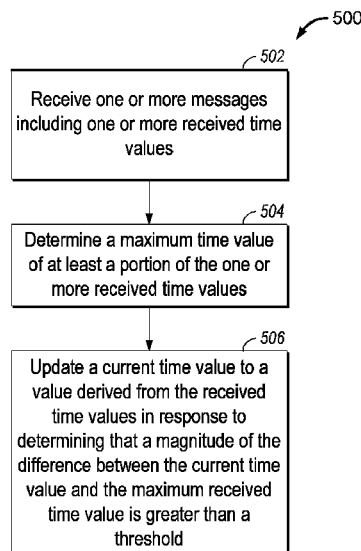 500
502
Receive one or more messages
including one or more received time
values
504
Determine a maximum time value
of at least a portion of the one or
more received time values
506
Update a current time value to a
value derived from the received
time values in response to
determining that a magnitude of the
difference between the current time
value and the maximum received
time value is greater than a
threshold